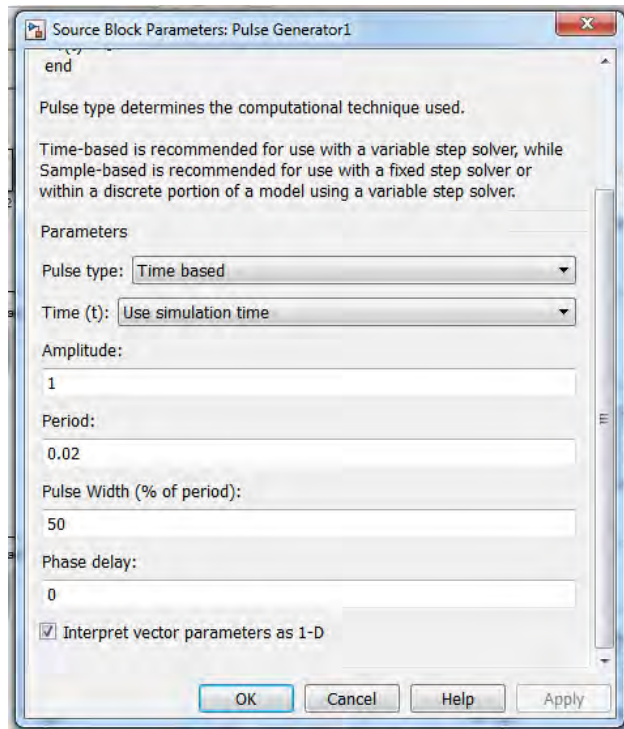 Source Block Parameters: Pulse Generator1
end
Pulse type determines the computational technique used.
Time-based is recommended for use with a variable step solver, while
Sample-based is recommended for use with a fixed step solver or
within a discrete portion of a model using a variable step solver.
Parameters
Pulse type: Time based
Time (t): Use simulation time
Amplitude:
1
Period:
0.02
Pulse Width (% of period):
50
Phase delay:
0
Interpret vector parameters as 1-D
OK Cancel Help Apply